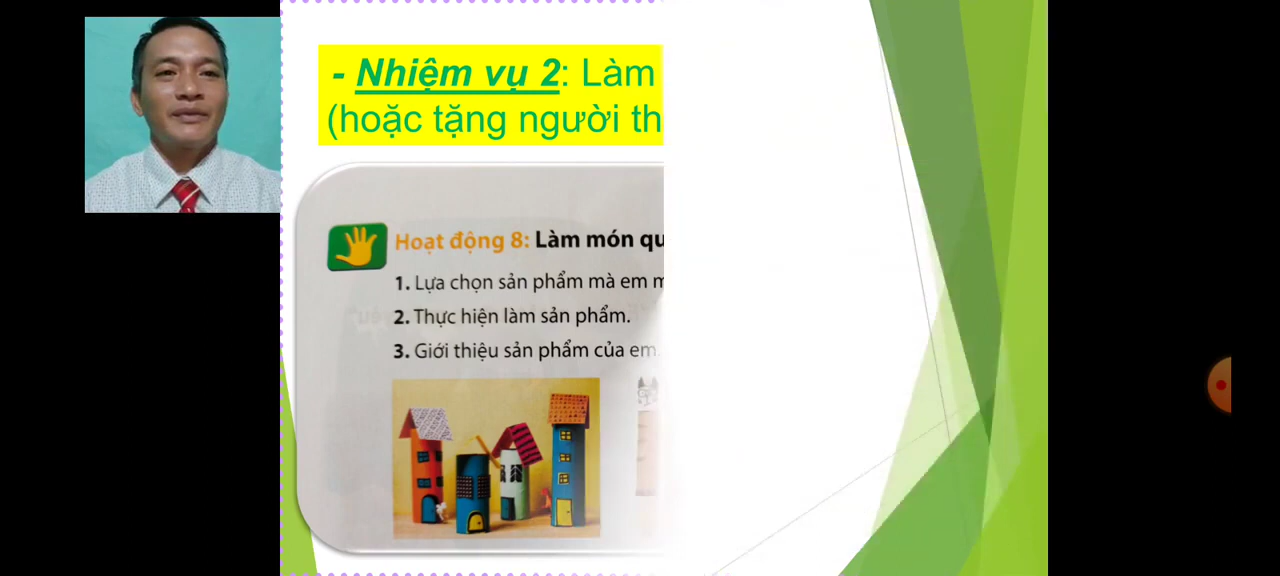 - Nhiệm vụ 2: Làm
(hoặc tặng người th
Hoạt động 8: Làm món qu
1. Lựa chọn sản phẩm mà em m
2. Thực hiện làm sản phẩm.
3. Giới thiệu sản phẩm của em.